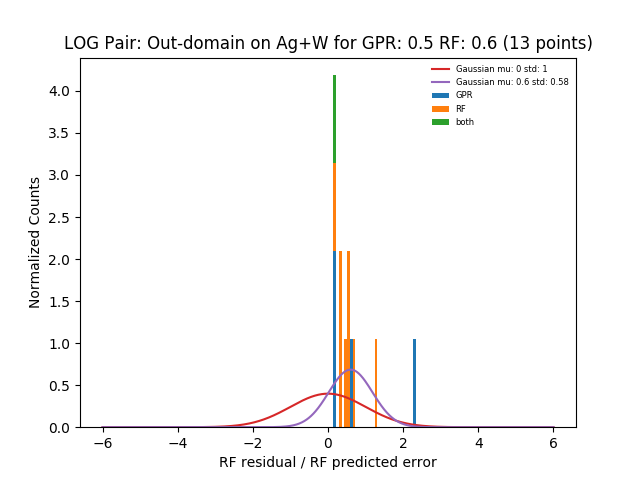 LOG Pair: Out-domain on Ag+W for GPR: 0.5 RF: 0.6 (13 points)
Gaussian mu: 0 std: 1
Gaussian mu: 0.6 std: 0.58
GPR
RF
both
Normalized Counts
4.0
3.5
3.0
2.5
2.0
1.5
1.0
0.5
0.0
−6 −4 −2 0 2 4 6
RF residual / RF predicted error